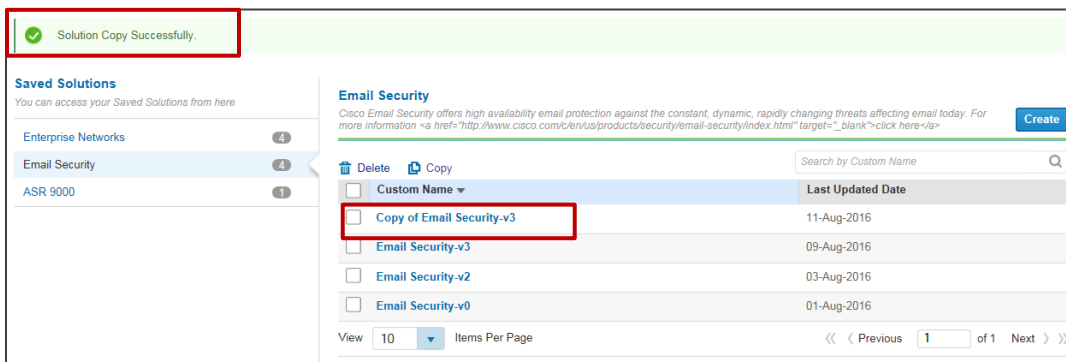 Solution Copy Successfully.
Saved Solutions
You can access your Saved Solutions from here
Enterprise Networks 4
Email Security 4
ASR 9000 1
Email Security
Cisco Email Security offers high availability email protection against the constant, dynamic, rapidly changing threats affecting email today. For
more information <a href="http://www.cisco.com/c/en/us/products/security/email-security/index.html" target="_blank">click here</a>
Create
Delete Copy
Search by Custom Name
Custom Name Last Updated Date
Copy of Email Security-v3 11-Aug-2016
Email Security-v3 09-Aug-2016
Email Security-v2 03-Aug-2016
Email Security-v0 01-Aug-2016
View 10 Items Per Page Previous 1 of 1 Next